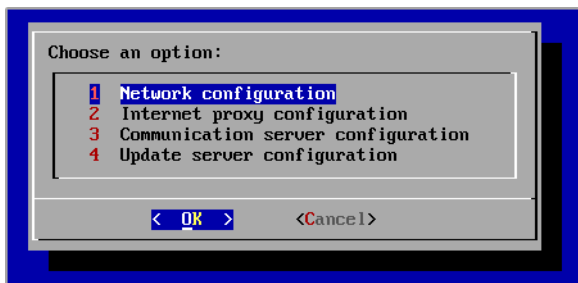 Choose an option:
1 Network configuration
2 Internet proxy configuration
3 Communication server configuration
4 Update server configuration
< OK > <Cancel>